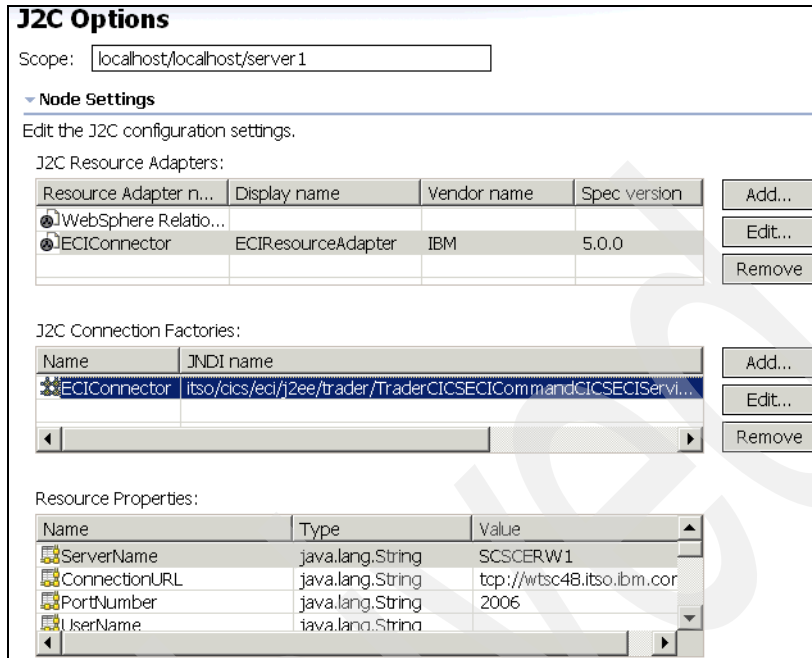 J2C Options
Scope: localhost/localhost/server1
Node Settings
Edit the J2C configuration settings.
J2C Resource Adapters:
Resource Adapter n... Display name Vendor name Spec version
Add...
WebSphere Relatio...
Edit...
ECIConnector ECIResourceAdapter IBM 5.0.0
Remove
J2C Connection Factories:
Name JNDI name
Add...
ECIConnector itso/cics/eci/j2ee/trader/TraderCICSECICommandCICSECIServi...
Edit...
Remove
Resource Properties:
Name Type Value
ServerName java.lang.String SCSCERW1
ConnectionURL java.lang.String tcp://wtsc48.itso.ibm.cor
PortNumber java.lang.String 2006
UserName java.lang.String